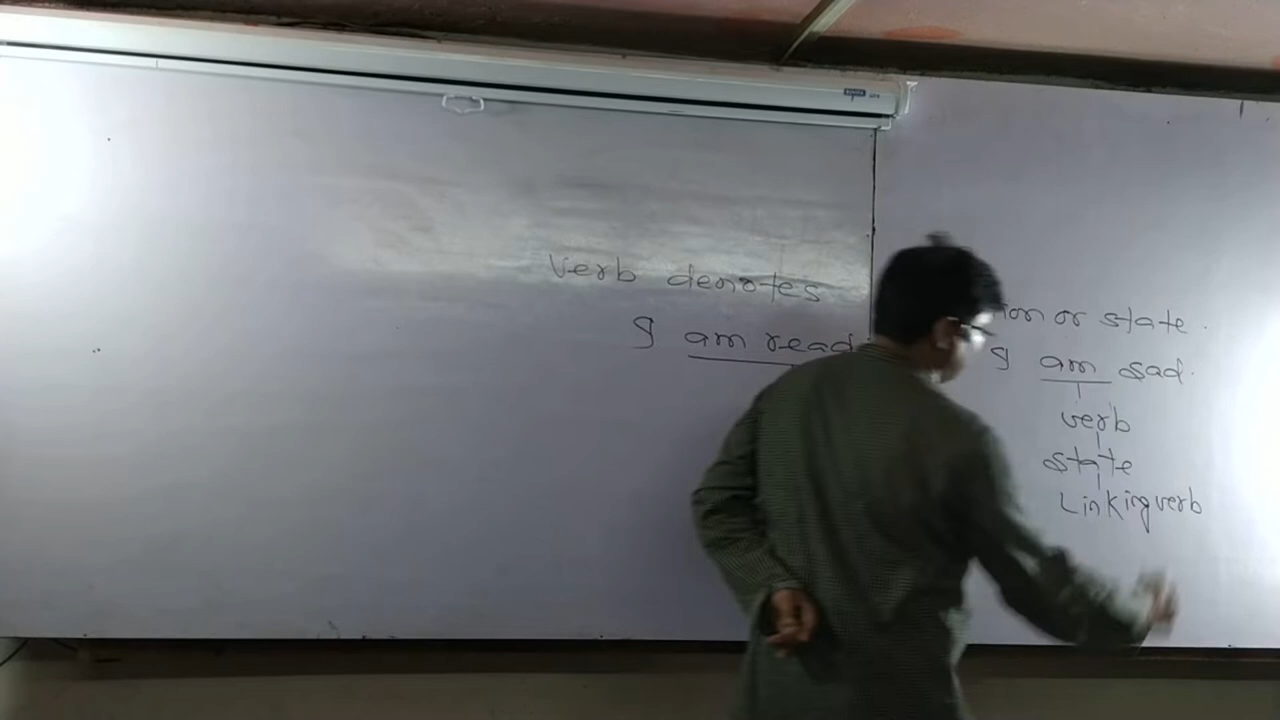 verb denotes
ion or state.
I am read
I am sad.
verb
state
Linking verb